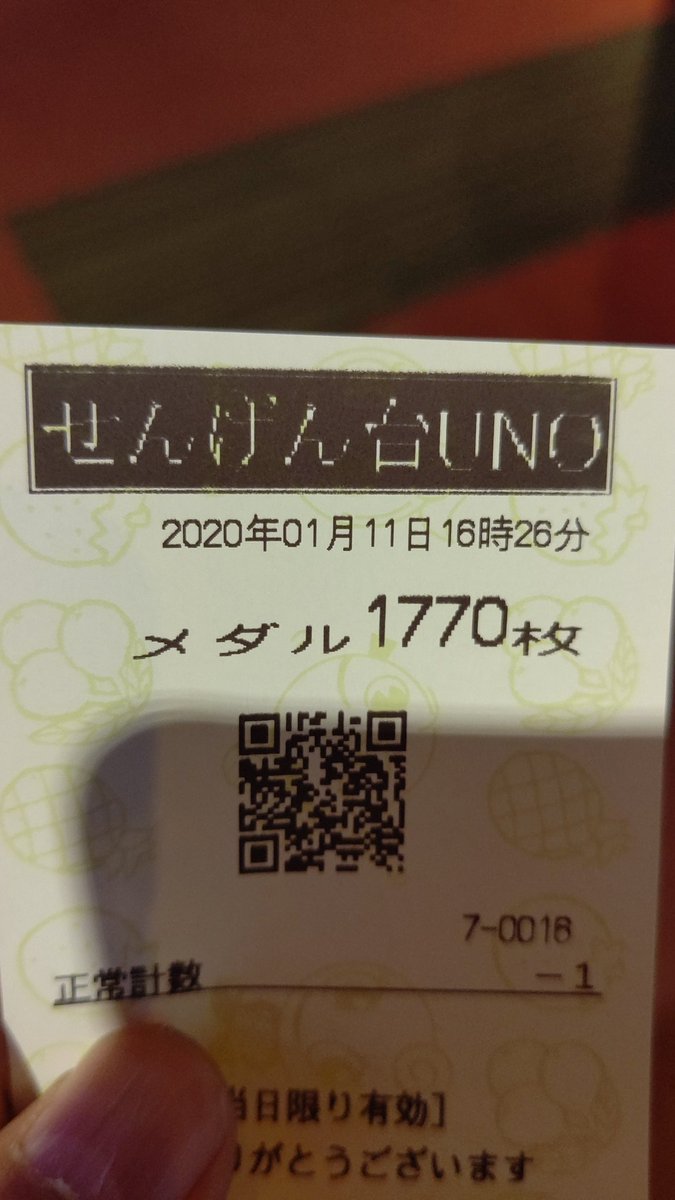 せんげん台UNO
2020年01月11日16時26分
メダル1770枚
7-0016
正常計数 -1
当日限り有効]
りがとうございます